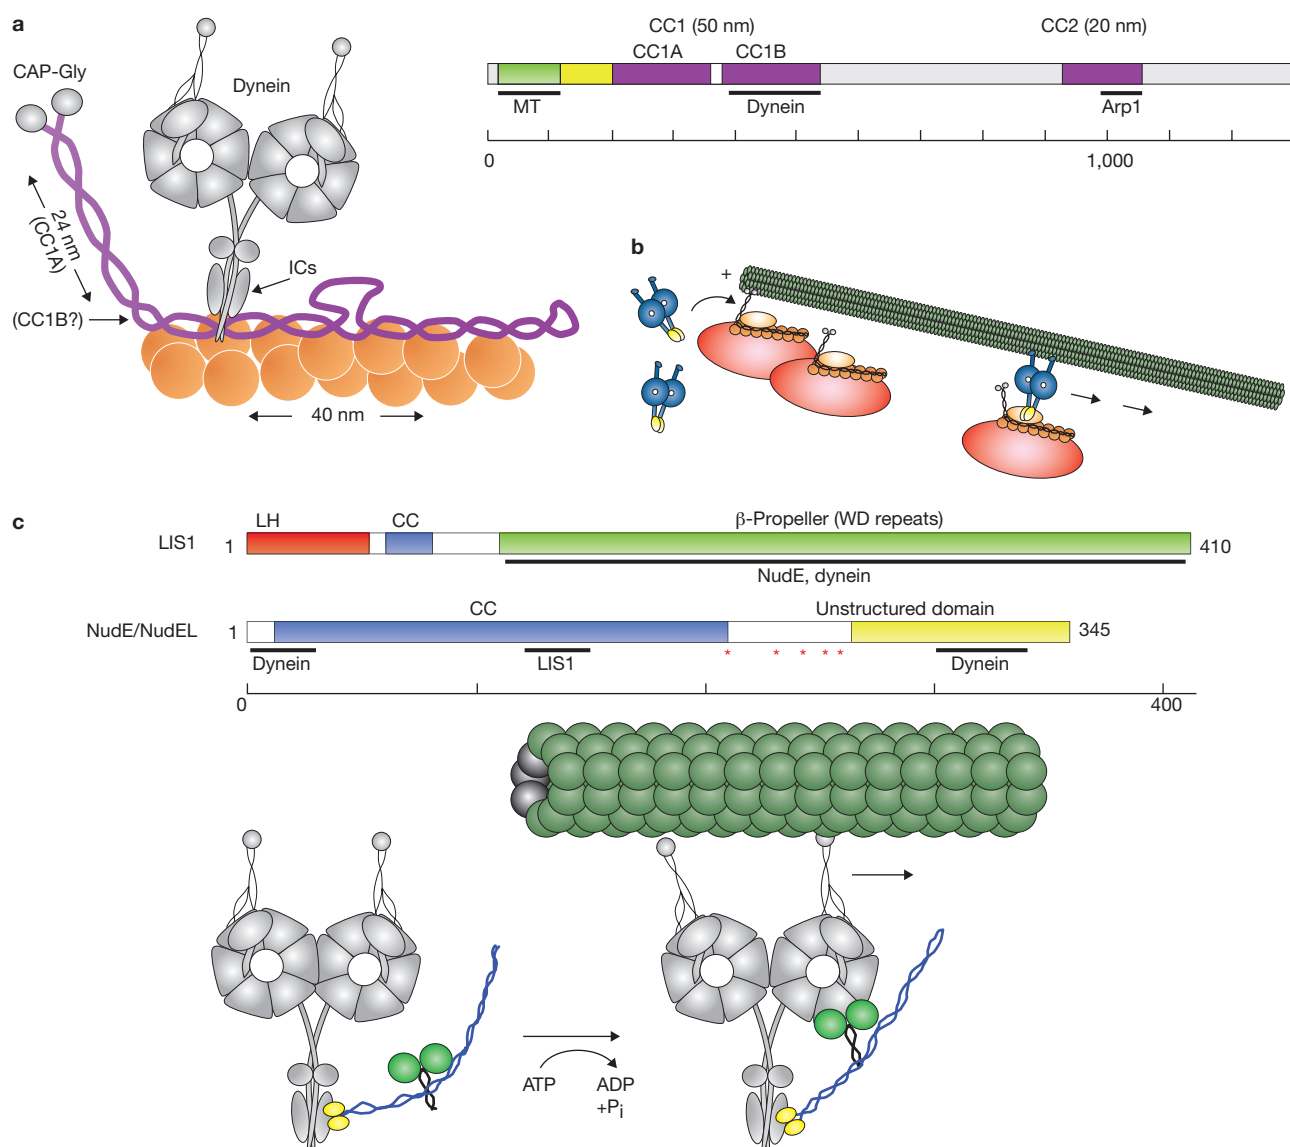 a
CAP-Gly
Dynein
24 nm
(CC1A)
(CC1B?)
ICs
40 nm
CC1 (50 nm)
CC2 (20 nm)
CC1A
CC1B
MT
Dynein
Arp1
0
1,000
b
+
c
LH
CC
β-Propeller (WD repeats)
LIS1
1
410
NudE, dynein
CC
Unstructured domain
NudE/NudEL
1
345
Dynein
LIS1
* * * * *
Dynein
0
400
ATP
ADP
+Pi